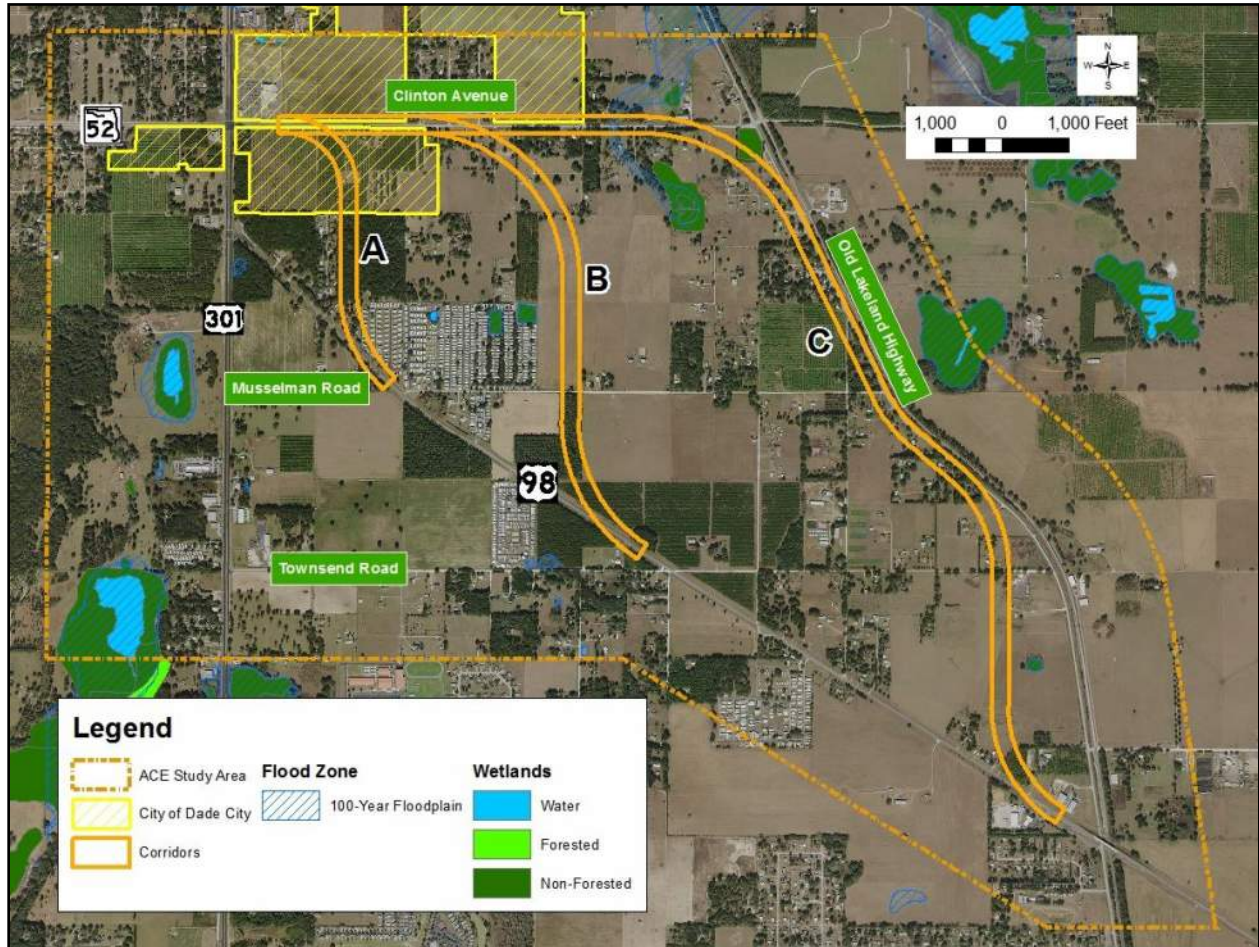 Clinton Avenue
52
N
W E
S
1,000 0 1,000 Feet
A
B
Old Lakeland Highway
301
C
Musselman Road
98
Townsend Road
Legend
ACE Study Area
City of Dade City
Corridors
Flood Zone
100-Year Floodplain
Wetlands
Water
Forested
Non-Forested